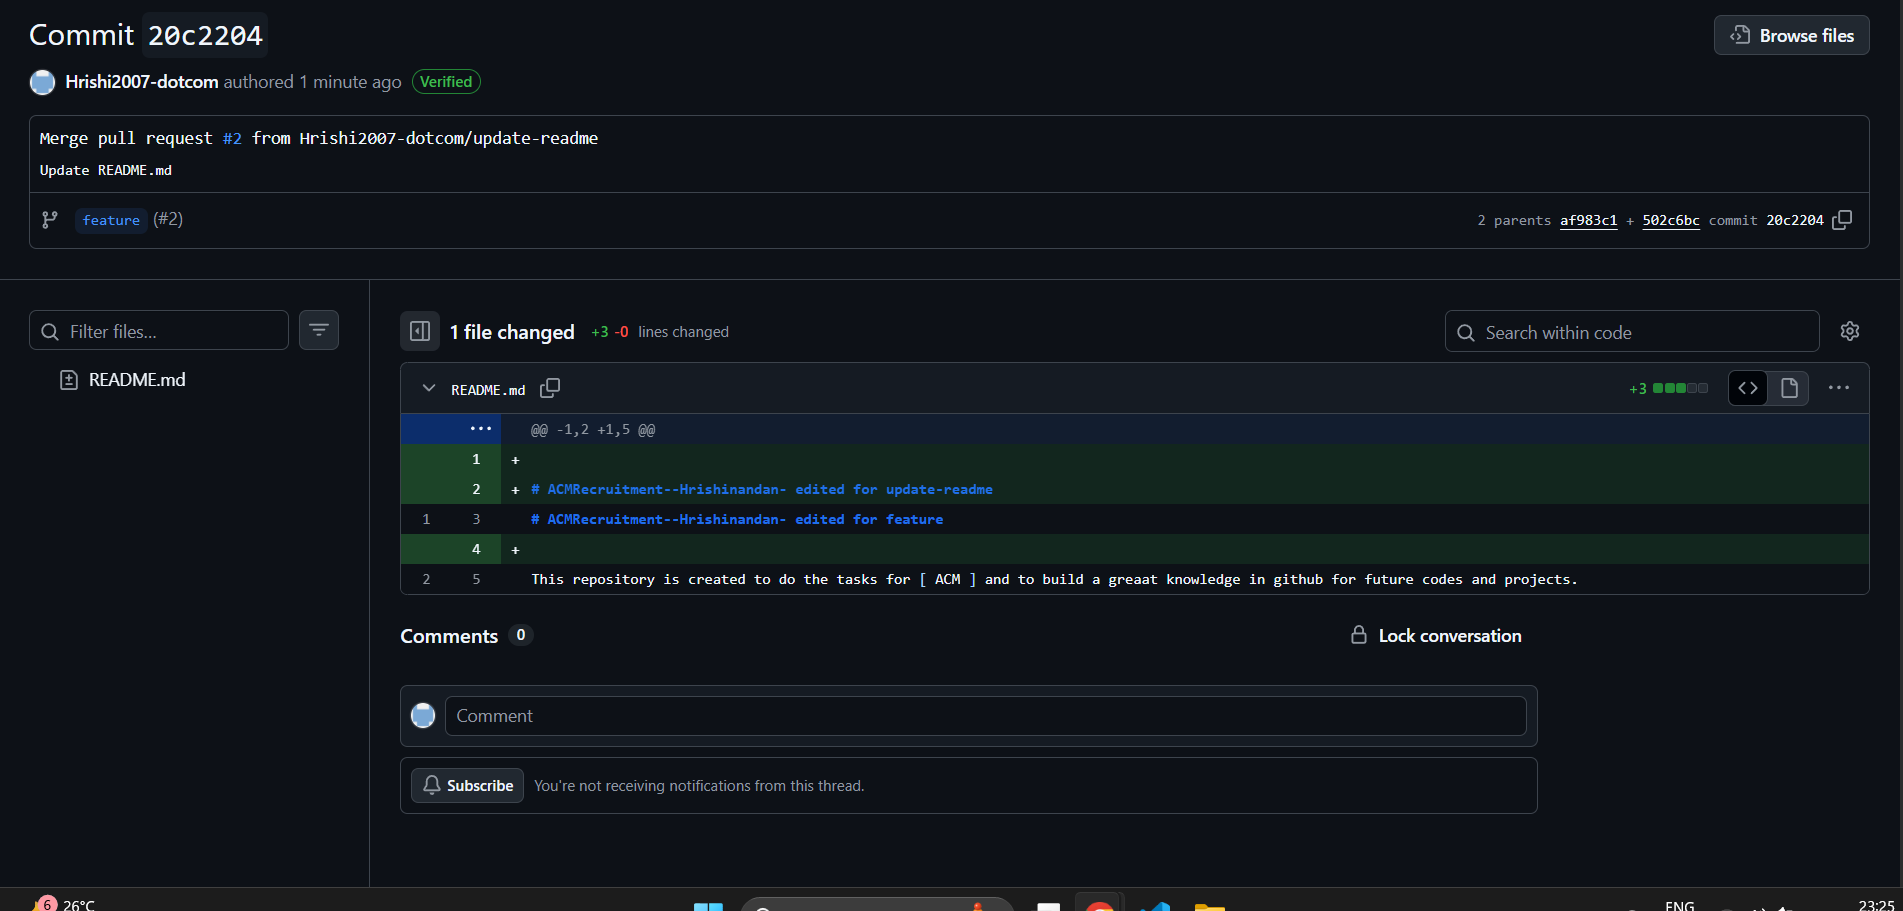 Commit 20c2204
Browse files
Hrishi2007-dotcom authored 1 minute ago Verified
Merge pull request #2 from Hrishi2007-dotcom/update-readme
Update README.md
feature (#2)
2 parents af983c1 + 502c6bc commit 20c2204
Filter files...
README.md
1 file changed +3 -0 lines changed
Search within code
README.md
+3
@@ -1,2 +1,5 @@
1 +
2 + # ACMRecruitment--Hrishinandan- edited for update-readme
1 3 # ACMRecruitment--Hrishinandan- edited for feature
4 +
2 5 This repository is created to do the tasks for [ ACM ] and to build a greaat knowledge in github for future codes and projects.
Comments 0
Lock conversation
Comment
Subscribe You're not receiving notifications from this thread.
6 26°C
ENG
23:25